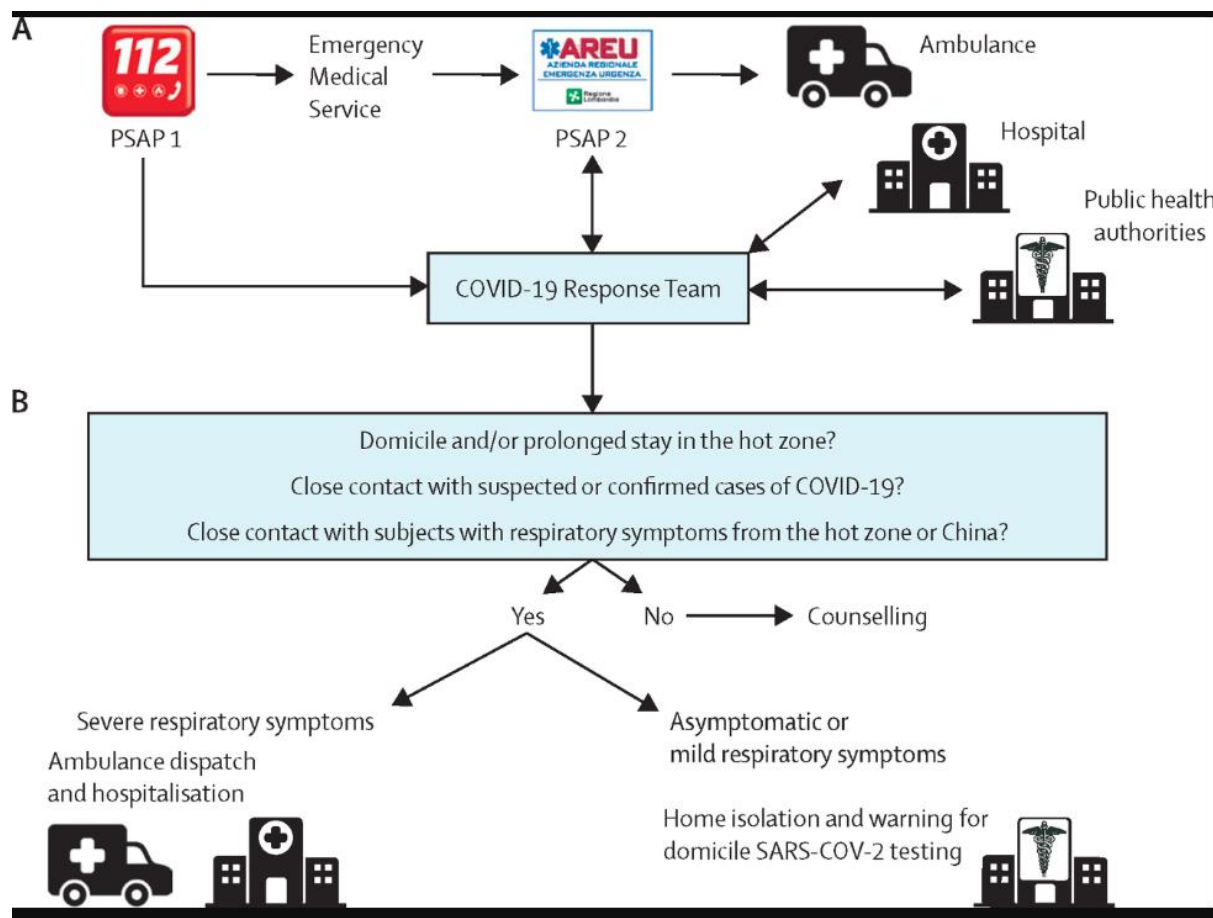 A
112
Emergency
Medical
Service
AREU
AZIENDA REGIONALE
EMERGENZA URGENZA
Regione
Lombardia
Ambulance
PSAP 1
PSAP 2
Hospital
Public health
authorities
COVID-19 Response Team
B
Domicile and/or prolonged stay in the hot zone?
Close contact with suspected or confirmed cases of COVID-19?
Close contact with subjects with respiratory symptoms from the hot zone or China?
Yes
No
Counselling
Severe respiratory symptoms
Ambulance dispatch
and hospitalisation
Asymptomatic or
mild respiratory symptoms
Home isolation and warning for
domicile SARS-COV-2 testing